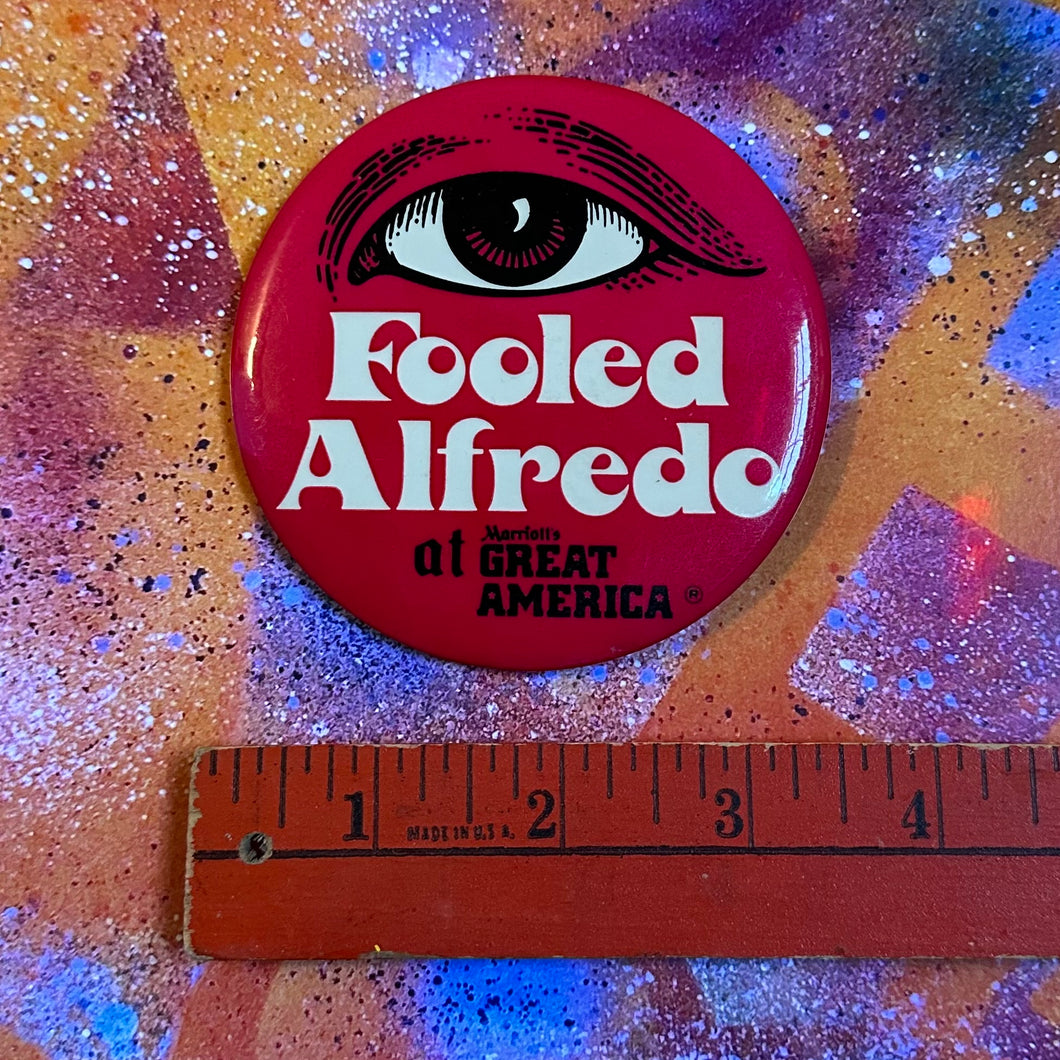 Fooled
Alfredo
at Marriott's
GREAT
AMERICA ®
1 2 3 4
MADE IN U.S.A.